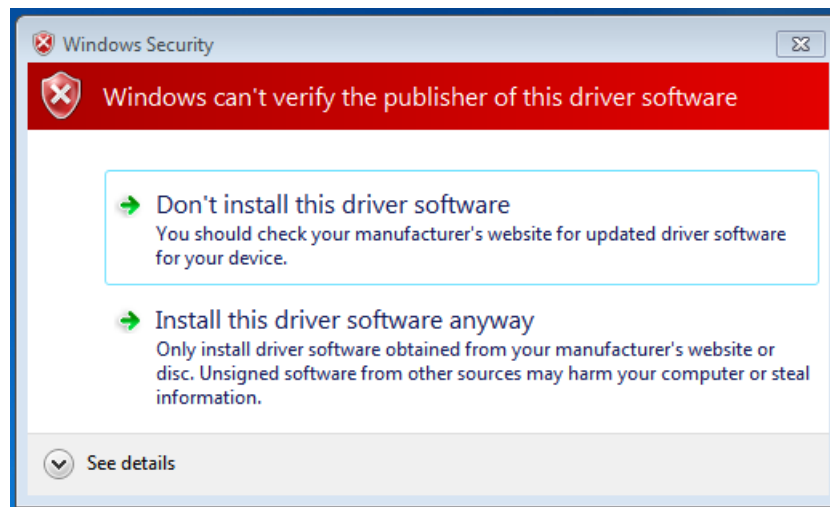 Windows Security
Windows can't verify the publisher of this driver software
Don't install this driver software
You should check your manufacturer's website for updated driver software
for your device.
Install this driver software anyway
Only install driver software obtained from your manufacturer's website or
disc. Unsigned software from other sources may harm your computer or steal
information.
See details